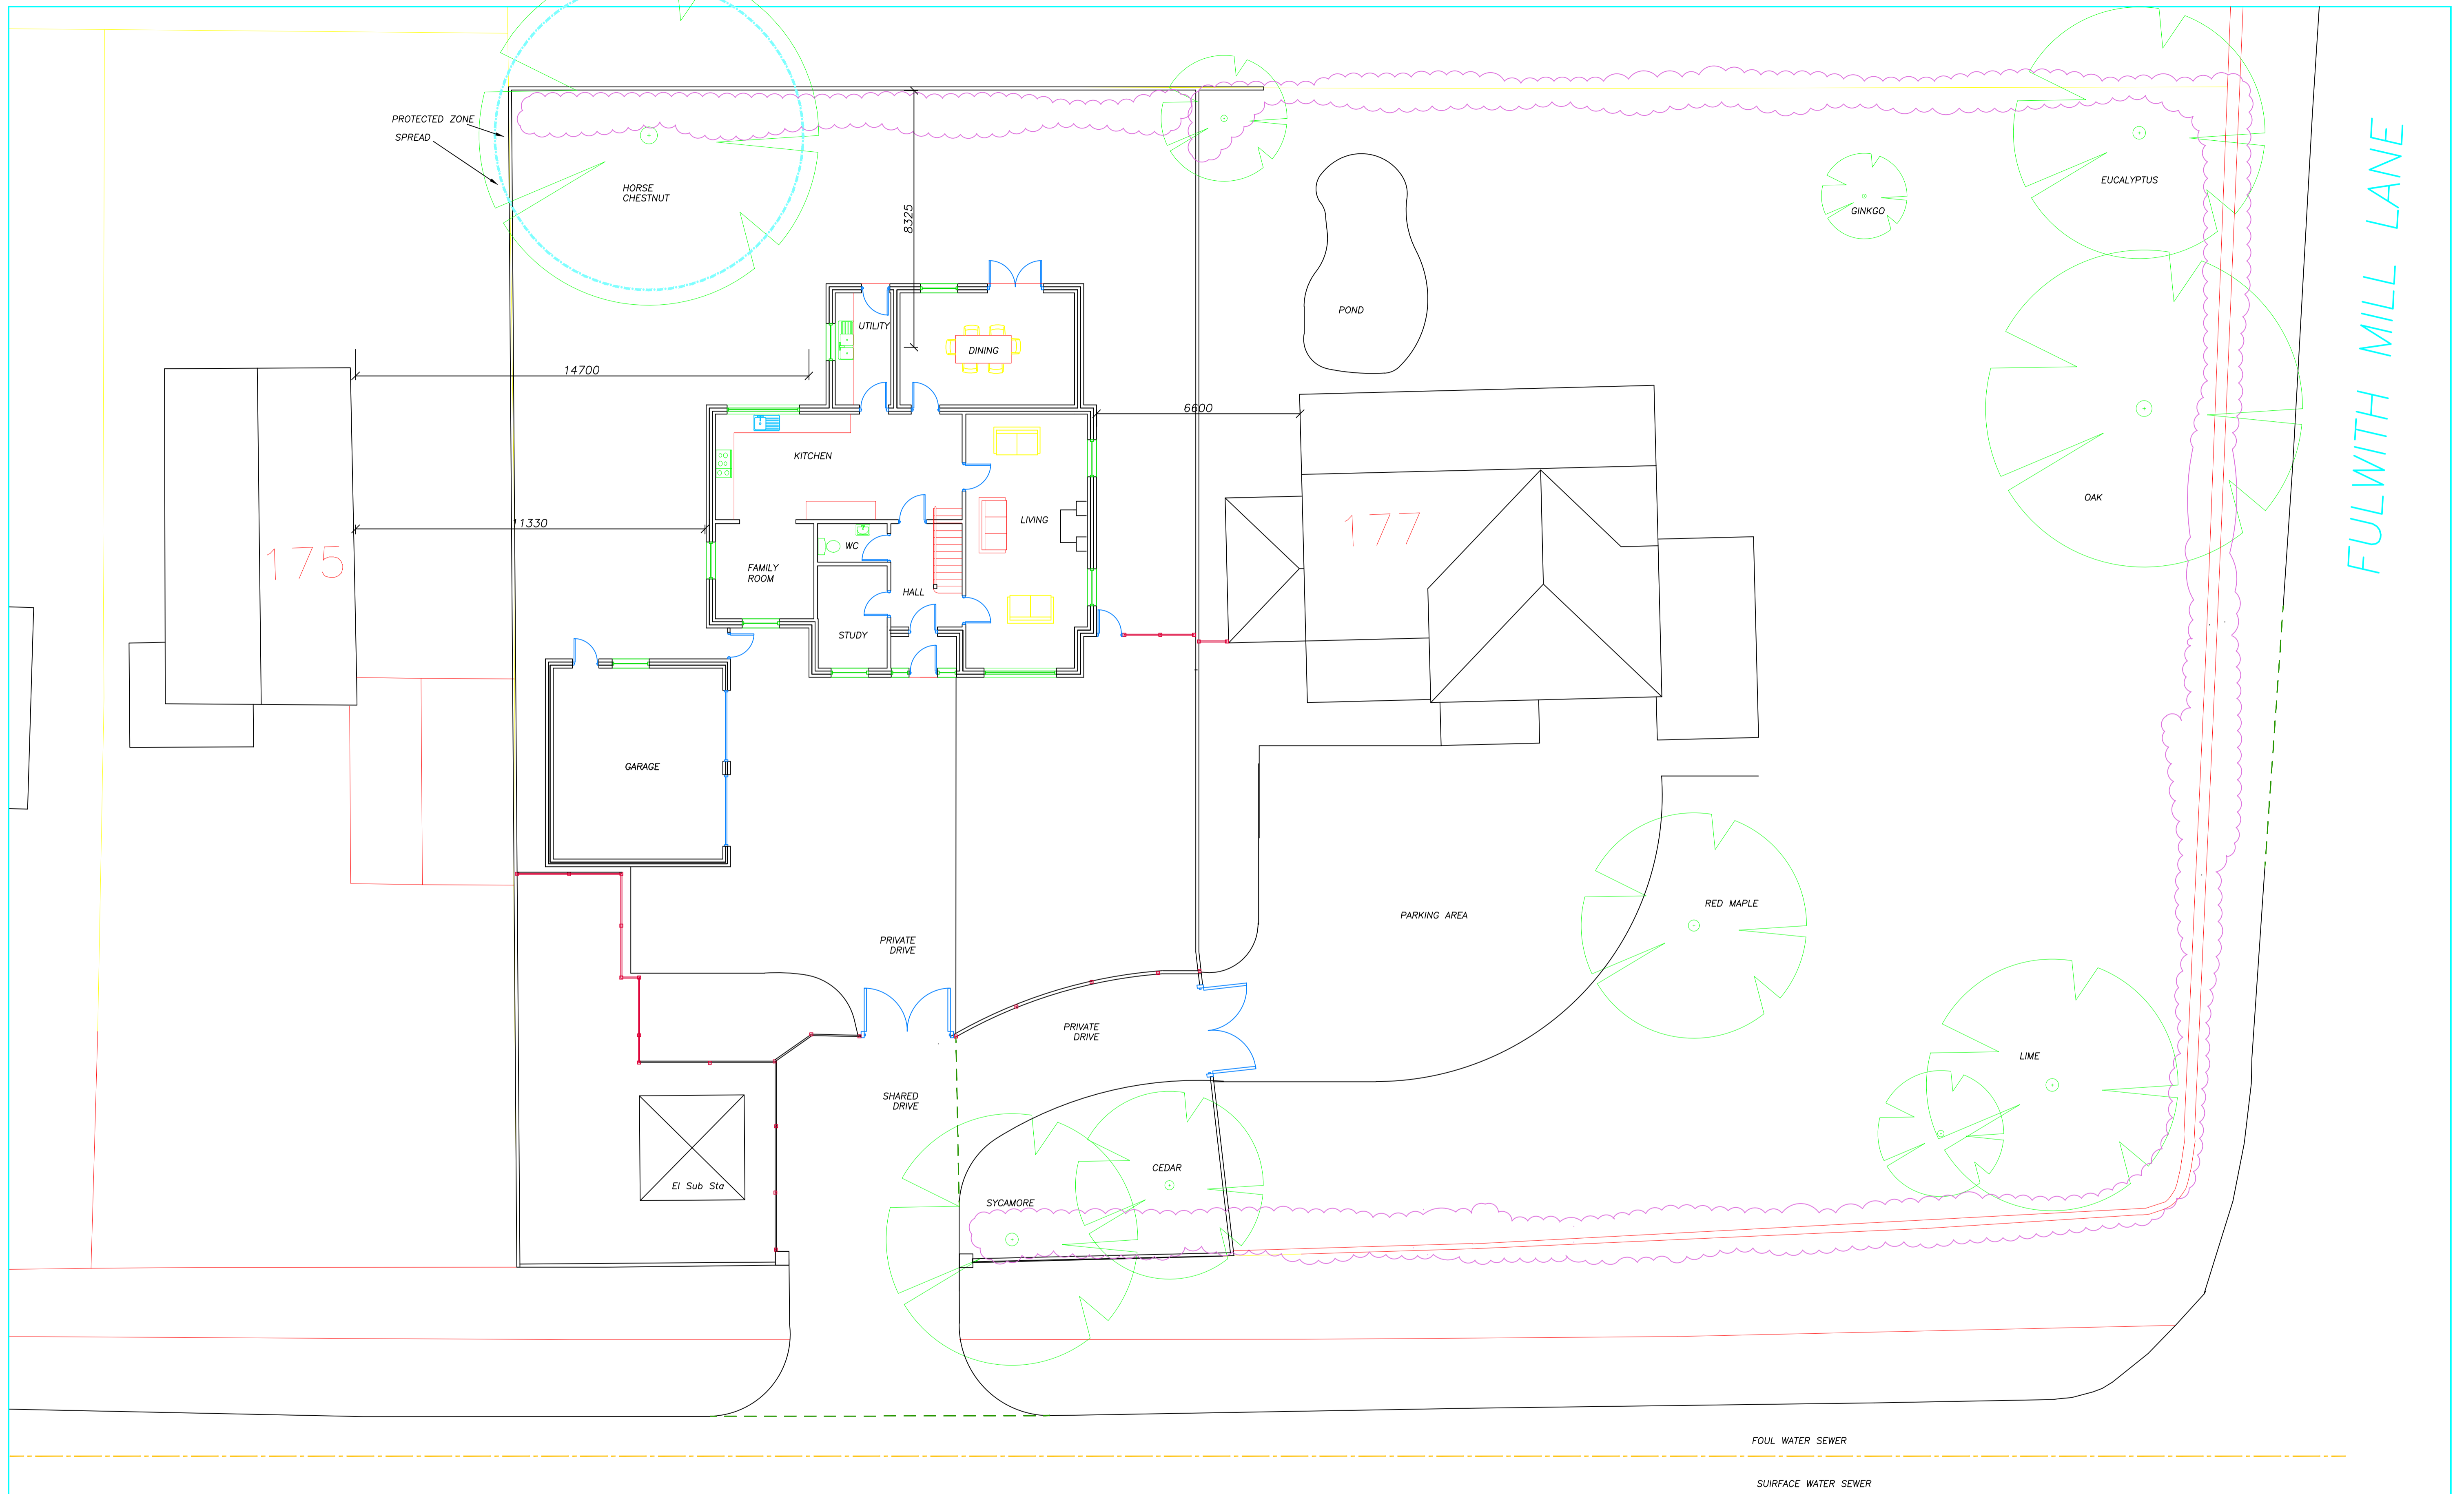 PROTECTED ZONE
SPREAD
HORSE
CHESTNUT
8325
GINKGO
EUCALYPTUS
FULWITH MILL LANE
POND
UTILITY
DINING
14700
6600
KITCHEN
OAK
11330
LIVING
177
175
WC
FAMILY
ROOM
HALL
STUDY
GARAGE
RED MAPLE
PARKING AREA
PRIVATE
DRIVE
PRIVATE
DRIVE
LIME
SHARED
DRIVE
CEDAR
El Sub Sta
SYCAMORE
FOUL WATER SEWER
SUIRFACE WATER SEWER